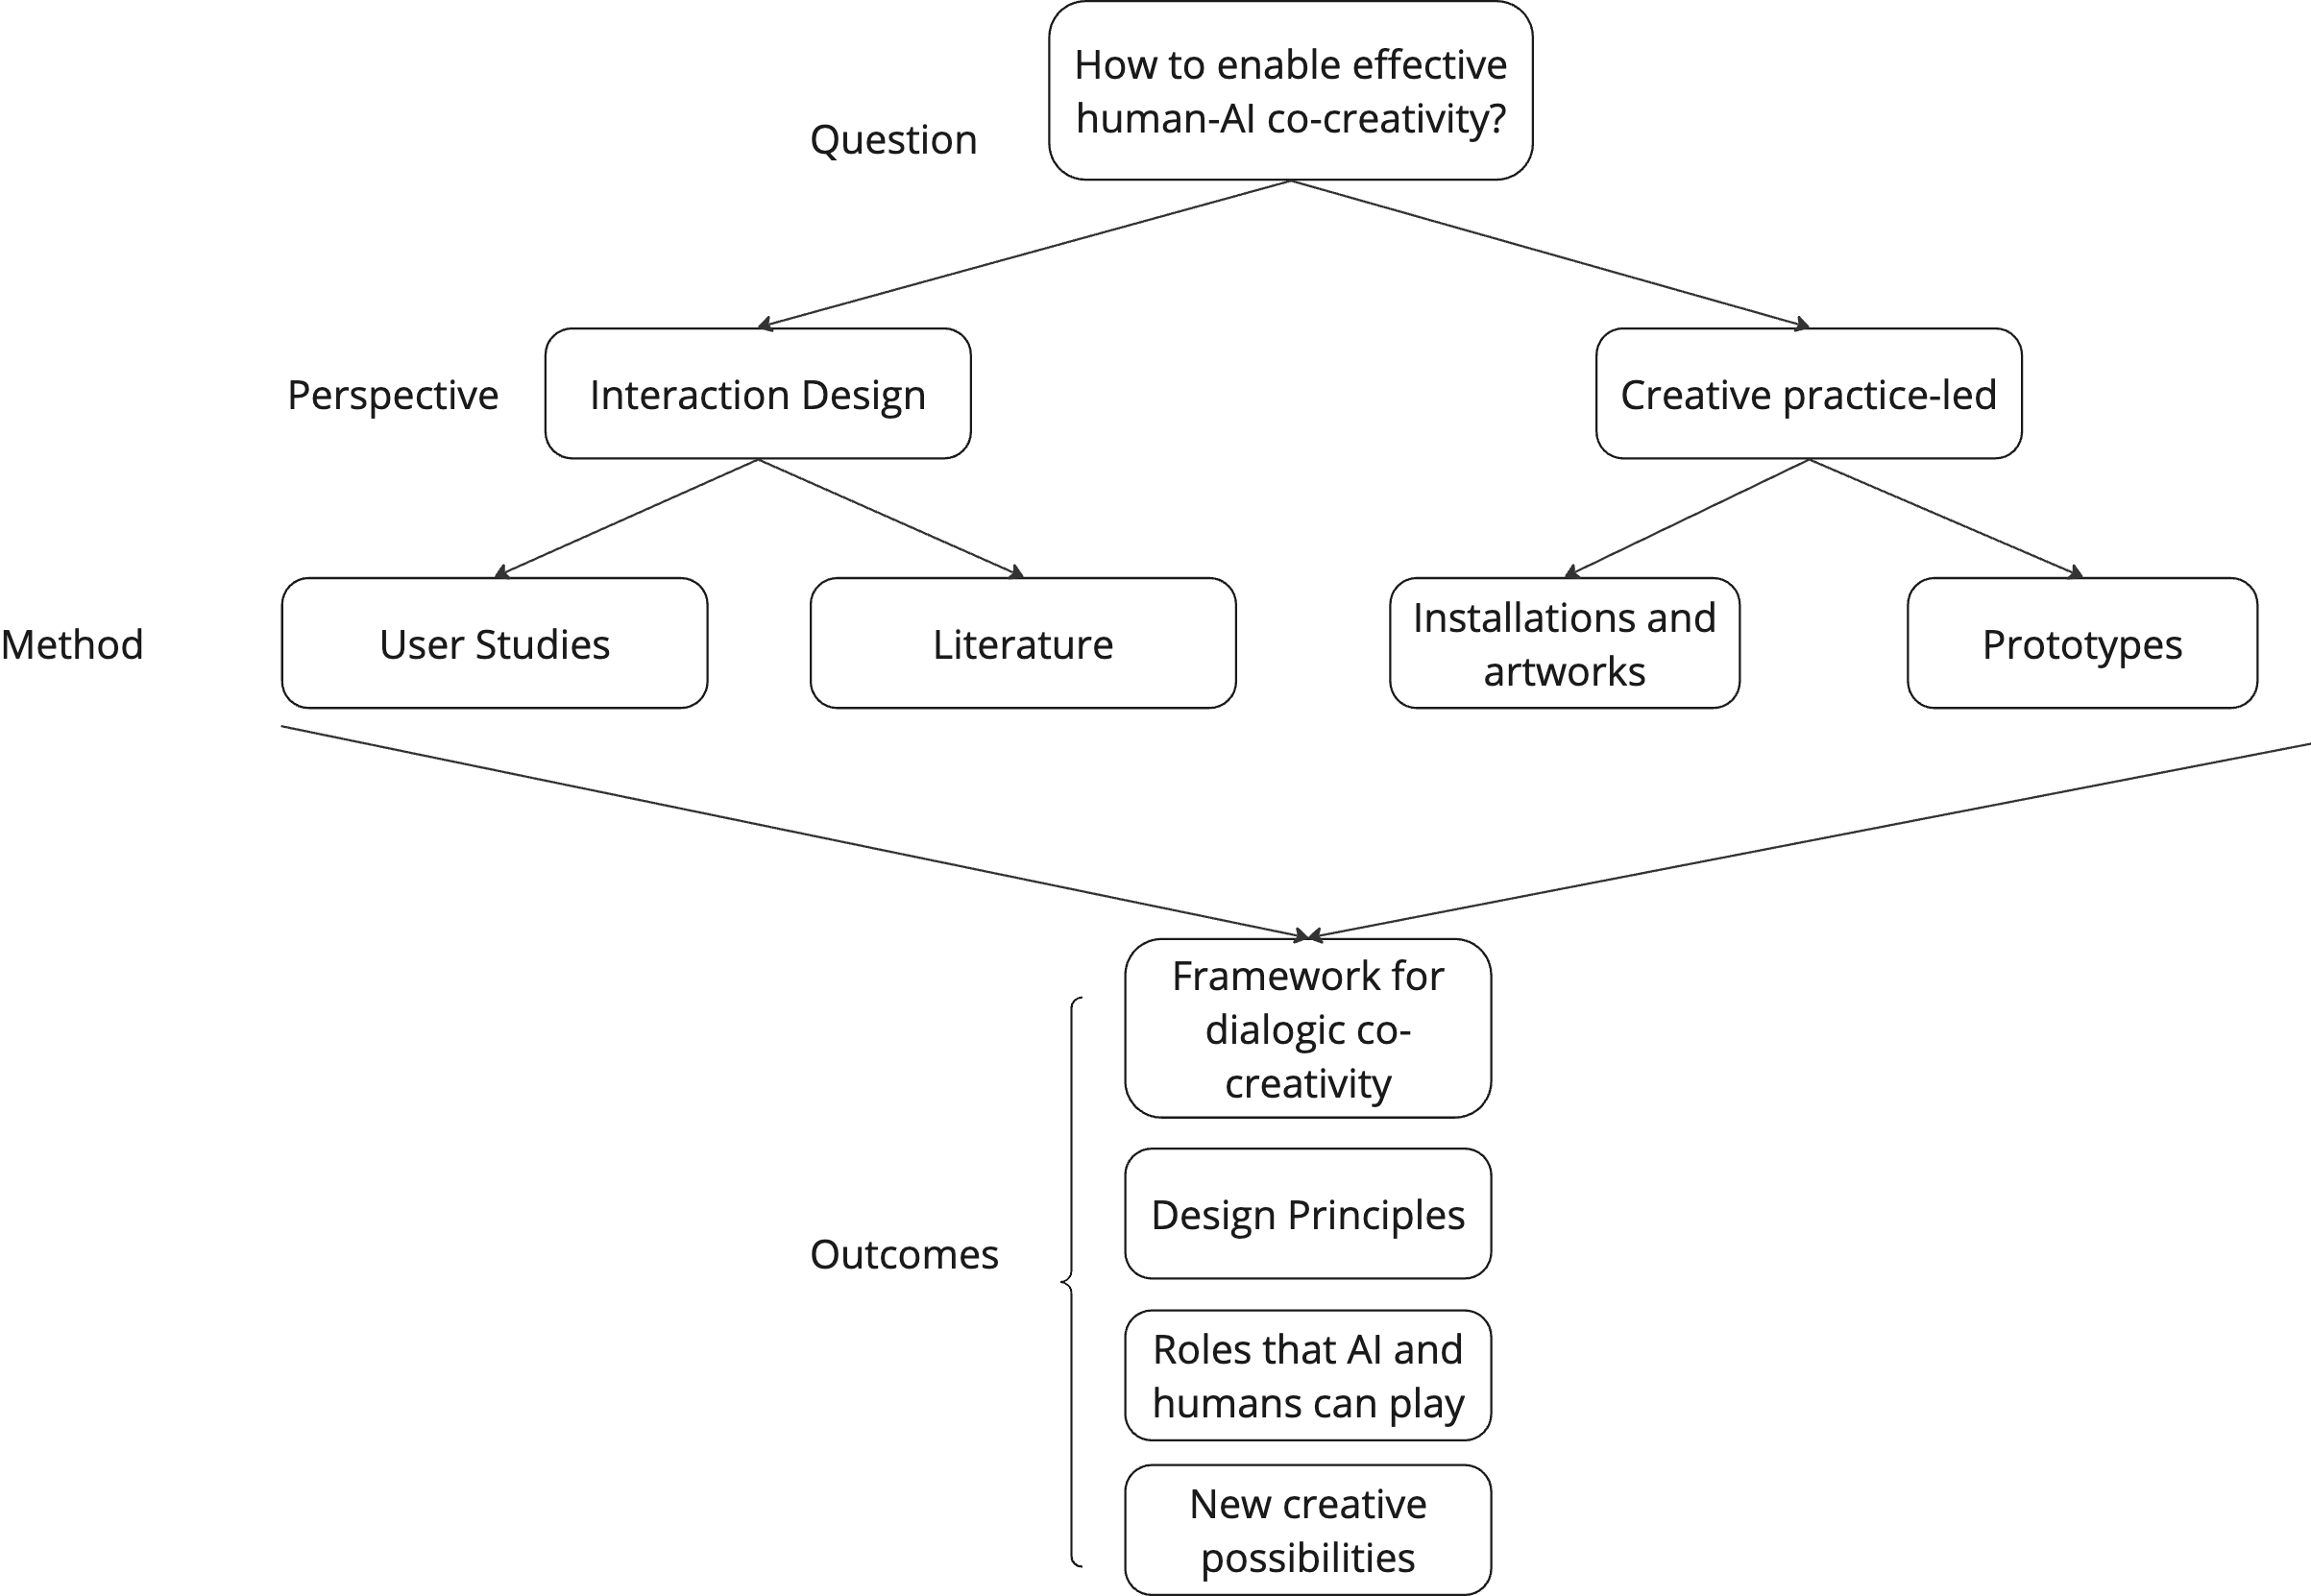 How to enable effective
human-AI co-creativity?
Question
Perspective
Interaction Design
Creative practice-led
Method
User Studies
Literature
Installations and
artworks
Prototypes
Framework for
dialogic co-
creativity
Design Principles
Outcomes
Roles that AI and
humans can play
New creative
possibilities